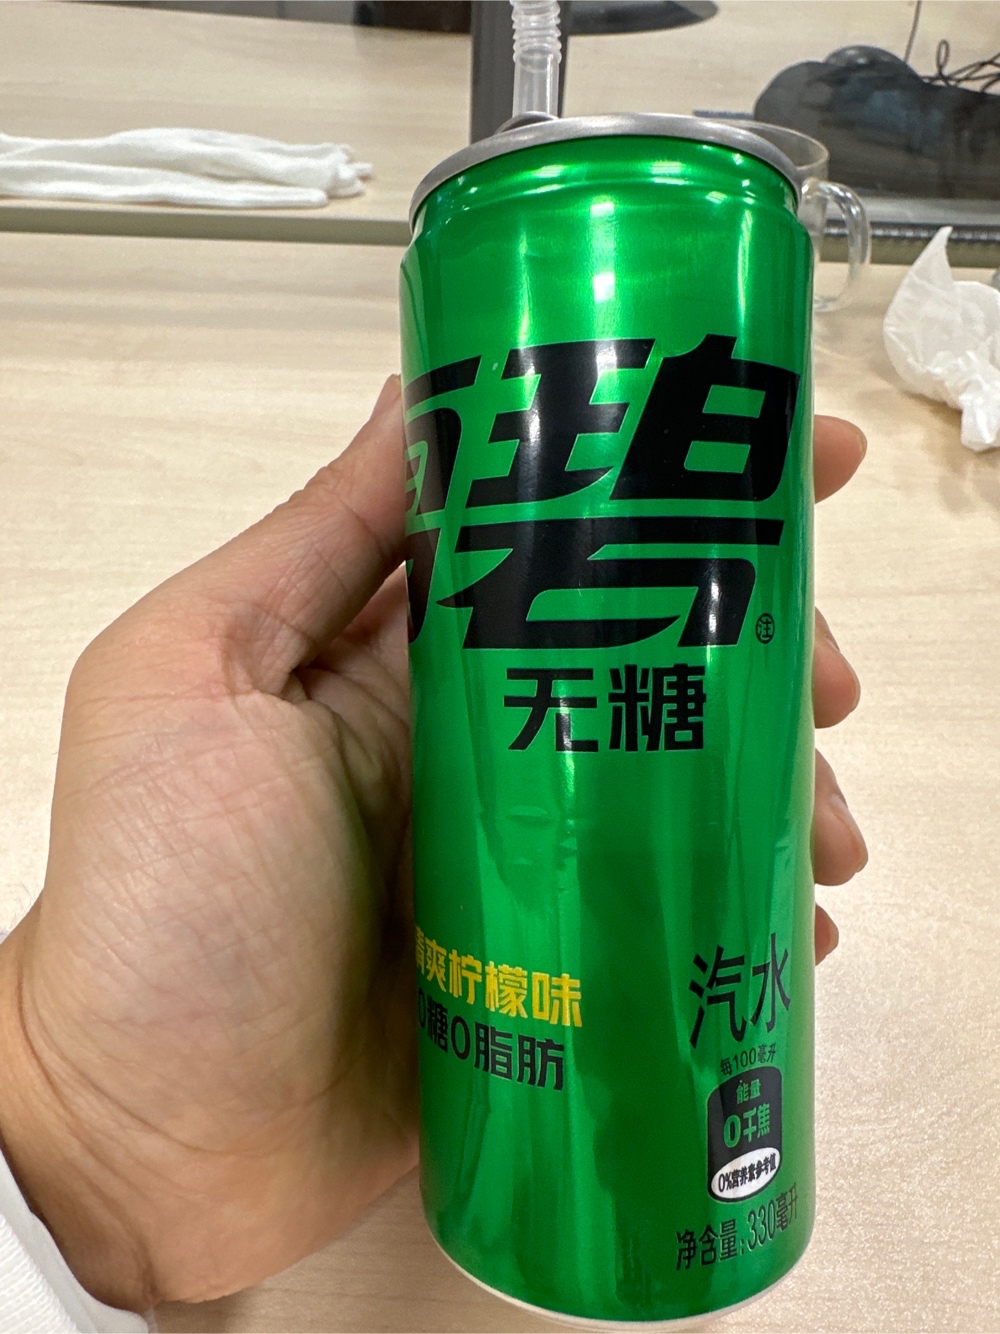 雪碧
注
无糖
清爽柠檬味
0糖0脂肪
汽水
每100毫升
能量
0千焦
0%营养素参考值
净含量:330毫升